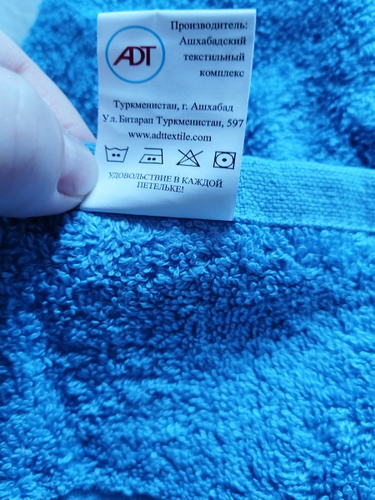 ADT
Производитель:
Ашхабадский
текстильный
комплекс
Туркменистан, г. Ашхабад
Ул. Битарап Туркменистан, 597
www.adttextile.com
УДОВОЛЬСТВИЕ В КАЖДОЙ
ПЕТЕЛЬКЕ!